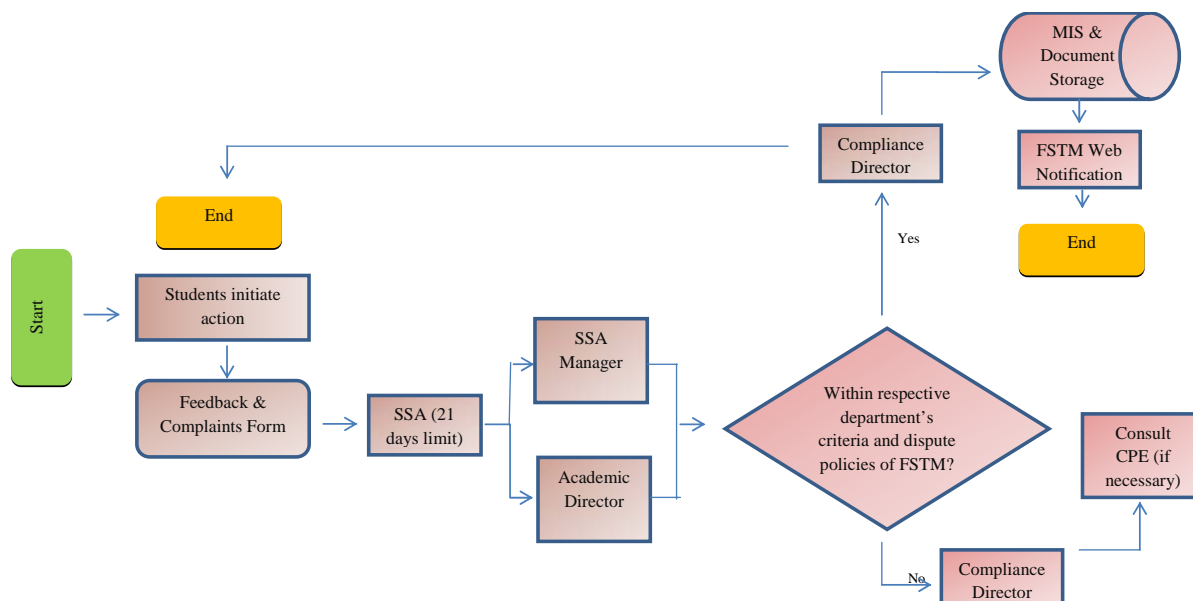 MIS &
Document
Storage
Compliance
Director
FSTM Web
Notification
End
End
Yes
Start
Students initiate
action
Feedback &
Complaints Form
SSA (21
days limit)
SSA
Manager
Academic
Director
Within respective
department's
criteria and dispute
policies of FSTM?
Consult
CPE (if
necessary)
No
Compliance
Director